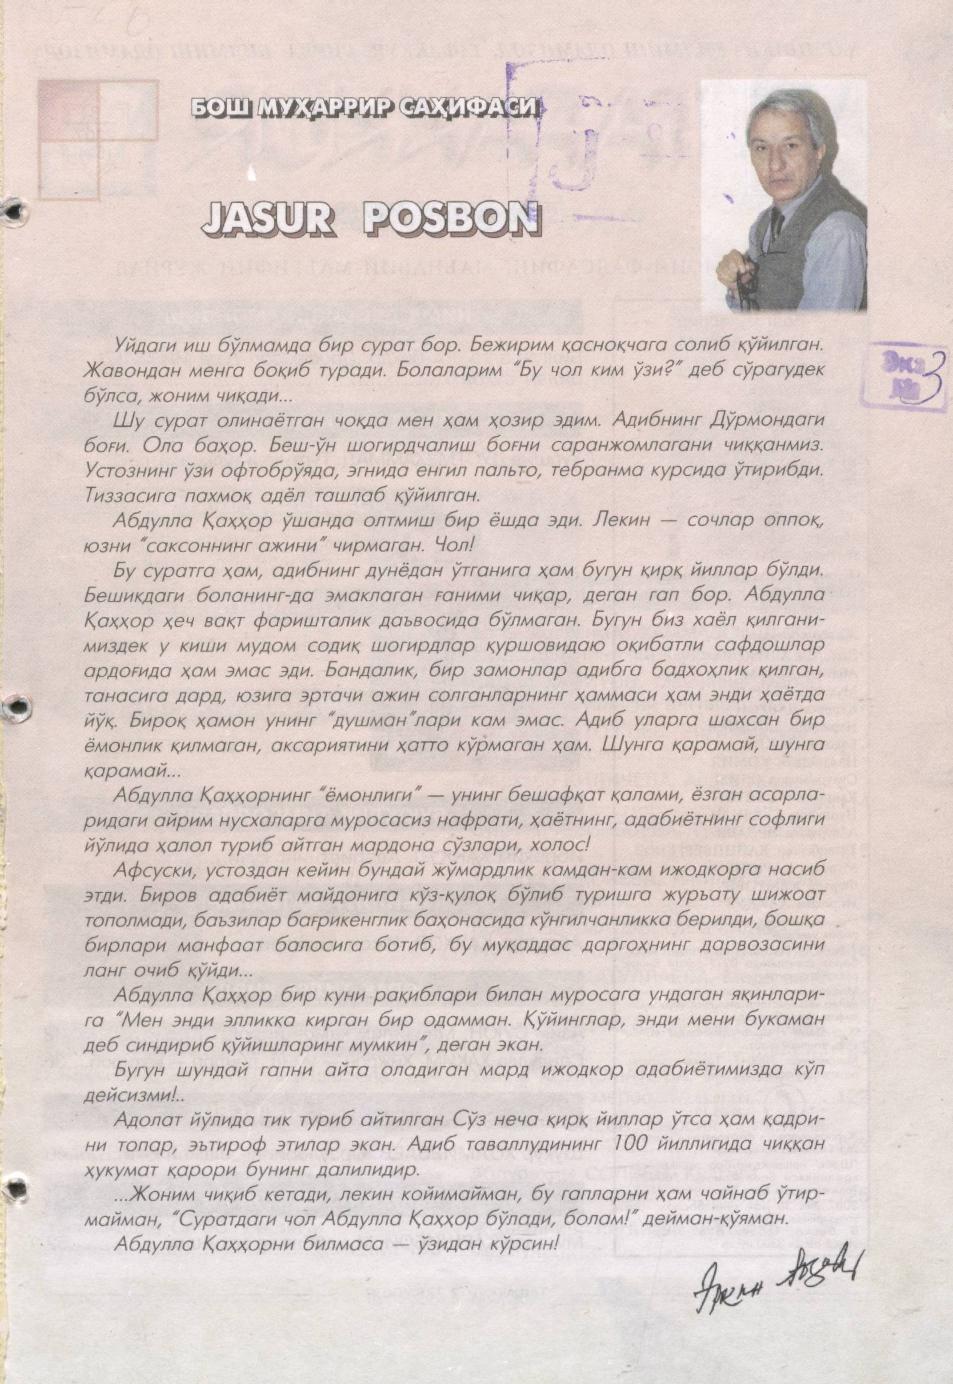 БОШ МУҲАРРИР САҲИФАСИ
JASUR POSBON
Уйдаги иш бўлмамда бир сурат бор. Бежирим қасноқчага солиб қўйилган.
Жавондан менга боқиб туради. Болаларим “Бу чол ким ўзи?” деб сўрагудек
бўлса, жоним чиқади...
Шу сурат олинаётган чоқда мен ҳам ҳозир эдим. Адибнинг Дўрмондаги
боғи. Ола баҳор. Беш-ўн шогирдчалиш боғни саранжомлагани чиққанмиз.
Устознинг ўзи офтобрўяда, эгнида енгил пальто, тебранма курсида ўтирибди.
Тиззасига пахмоқ адёл ташлаб қўйилган.
Абдулла Қаҳҳор ўшанда олтмиш бир ёшда эди. Лекин — сочлар оппоқ,
юзни “саксоннинг ажини” чирмаган. Чол!
Бу суратга ҳам, адибнинг дунёдан ўтганига ҳам бугун қирқ йиллар бўлди.
Бешикдаги боланинг-да эмаклаган ғаними чиқар, деган гап бор. Абдулла
Қаҳҳор ҳеч вақт фаришталик даъвосида бўлмаган. Бугун биз хаёл қилгани-
миздек у киши мудом содиқ шогирдлар қуршовидаю оқибатли сафдошлар
ардоғида ҳам эмас эди. Бандалик, бир замонлар адибга бадхоҳлик қилган,
танасига дард, юзига эртачи ажин солганларнинг ҳаммаси ҳам энди ҳаётда
йўқ. Бироқ ҳамон унинг “душман”лари кам эмас. Адиб уларга шахсан бир
ёмонлик қилмаган, аксариятини ҳатто кўрмаган ҳам. Шунга қарамай, шунга
қарамай...
Абдулла Қаҳҳорнинг “ёмонлиги” — унинг бешафқат қалами, ёзган асарла-
ридаги айрим нусхаларга муросасиз нафрати, ҳаётнинг, адабиётнинг софлиги
йўлида ҳалол туриб айтган мардона сўзлари, холос!
Афсуски, устоздан кейин бундай жўмардлик камдан-кам ижодкорга насиб
этди. Биров адабиёт майдонига кўз-қулоқ бўлиб туришга журъату шижоат
тополмади, баъзилар бағрикенглик баҳонасида кўнгилчанликка берилди, бошқа
бирлари манфаат балосига ботиб, бу муқаддас даргоҳнинг дарвозасини
ланг очиб қўйди...
Абдулла Қаҳҳор бир куни рақиблари билан муросага ундаган яқинлари-
га “Мен энди элликка кирган бир одамман. Қўйинглар, энди мени букаман
деб синдириб қўйишларинг мумкин”, деган экан.
Бугун шундай гапни айта оладиган мард ижодкор адабиётимизда кўп
дейсизми!..
Адолат йўлида тик туриб айтилган Сўз неча қирқ йиллар ўтса ҳам қадри-
ни топар, эътироф этилар экан. Адиб таваллудининг 100 йиллигида чиққан
ҳукумат қарори бунинг далилидир.
...Жоним чиқиб кетади, лекин койимайман, бу гапларни ҳам чайнаб ўтир-
майман, “Суратдаги чол Абдулла Қаҳҳор бўлади, болам!” дейман-қўяман.
Абдулла Қаҳҳорни билмаса — ўзидан кўрсин!
Экз
№ 3